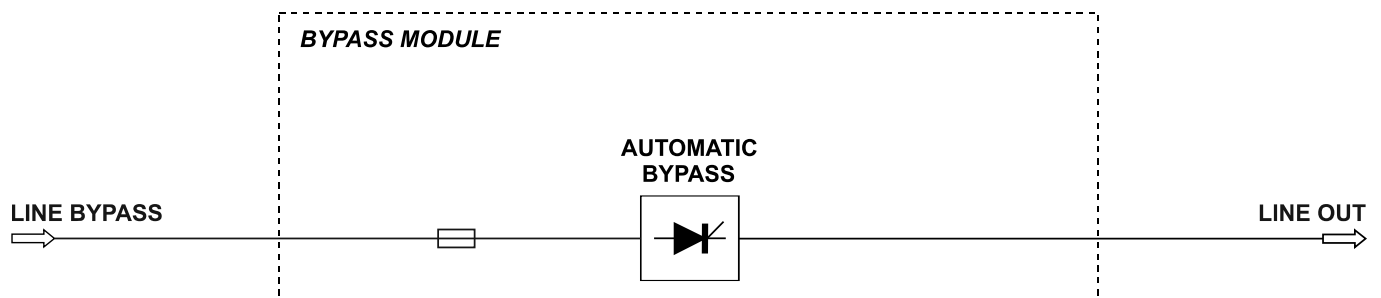 BYPASS MODULE
AUTOMATIC
BYPASS
LINE BYPASS
LINE OUT